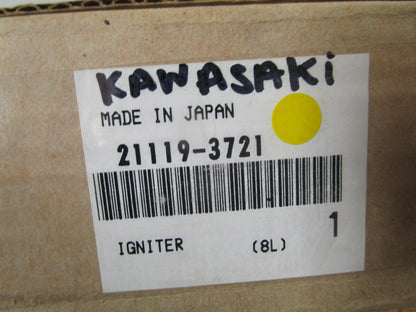 KAWASAKi
MADE IN JAPAN
21119-3721
1
IGNITER (8L)